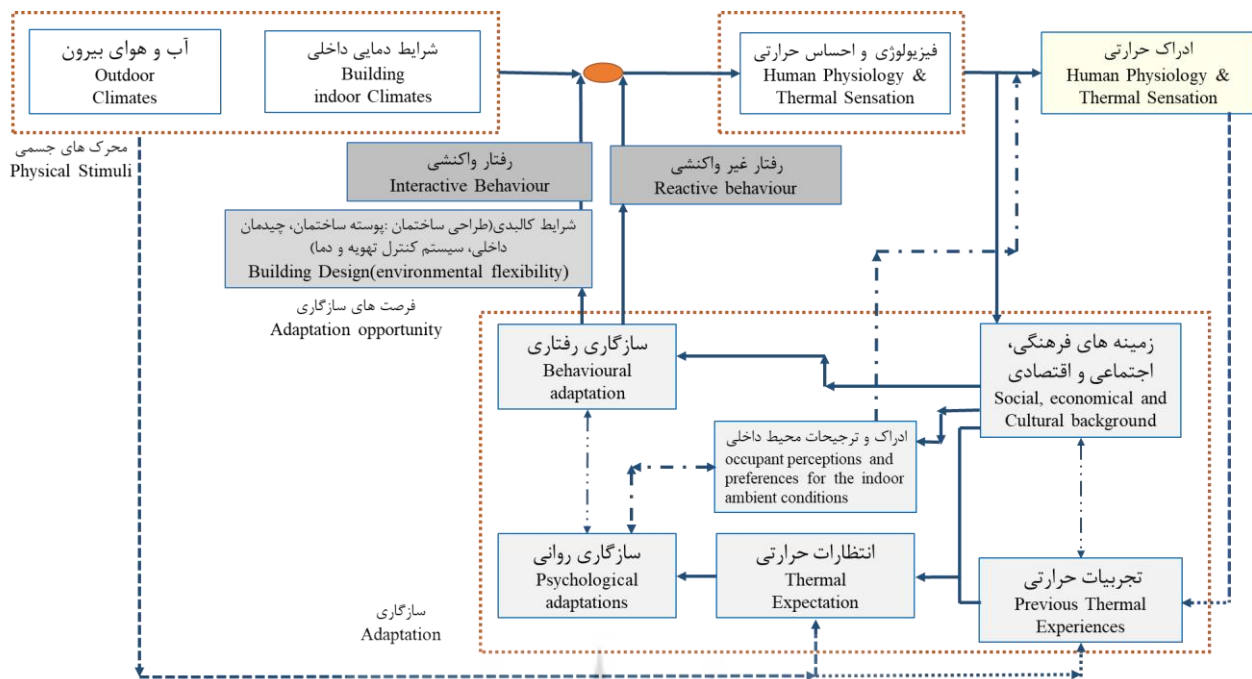 آب و هوای بیرون
Outdoor
Climates
شرایط دمایی داخلی
Building
indoor Climates
فیزیولوژی و احساس حرارتی
Human Physiology &
Thermal Sensation
ادراک حرارتی
Human Physiology &
Thermal Sensation
محرک های جسمی
Physical Stimuli
رفتار واکنشی
Interactive Behaviour
رفتار غیر واکنشی
Reactive behaviour
شرایط کالبدی(طراحی ساختمان :پوسته ساختمان، چیدمان
داخلی، سیستم کنترل تهویه و دما)
Building Design(environmental flexibility)
فرصت های سازگاری
Adaptation opportunity
سازگاری رفتاری
Behavioural
adaptation
زمینه های فرهنگی،
اجتماعی و اقتصادی
Social, economical and
Cultural background
ادراک و ترجیحات محیط داخلی
occupant perceptions and
preferences for the indoor
ambient conditions
سازگاری روانی
Psychological
adaptations
انتظارات حرارتی
Thermal
Expectation
تجربیات حرارتی
Previous Thermal
Experiences
سازگاری
Adaptation